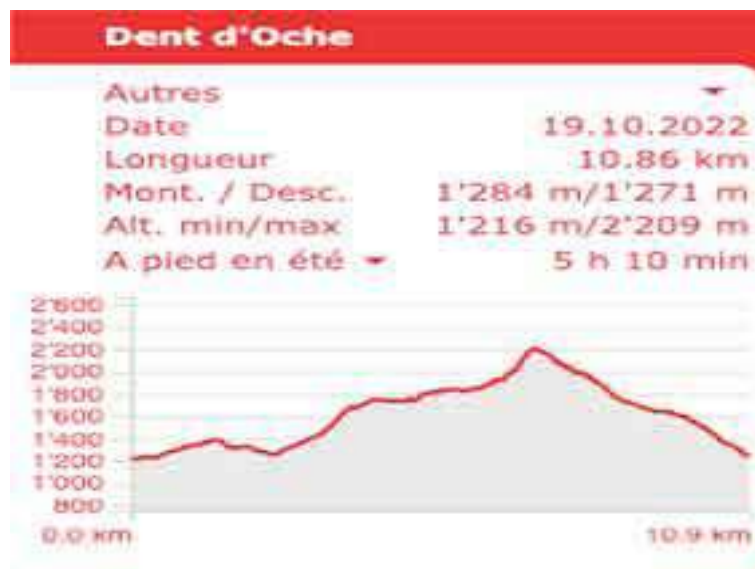 Dent d'Oche
Autres
Date 19.10.2022
Longueur 10.86 km
Mont. / Desc. 1'284 m/1'271 m
Alt. min/max 1'216 m/2'209 m
A pied en été 5 h 10 min
2'600
2'400
2'200
2'000
1'800
1'600
1'400
1'200
1'000
800
0.0 km 10.9 km